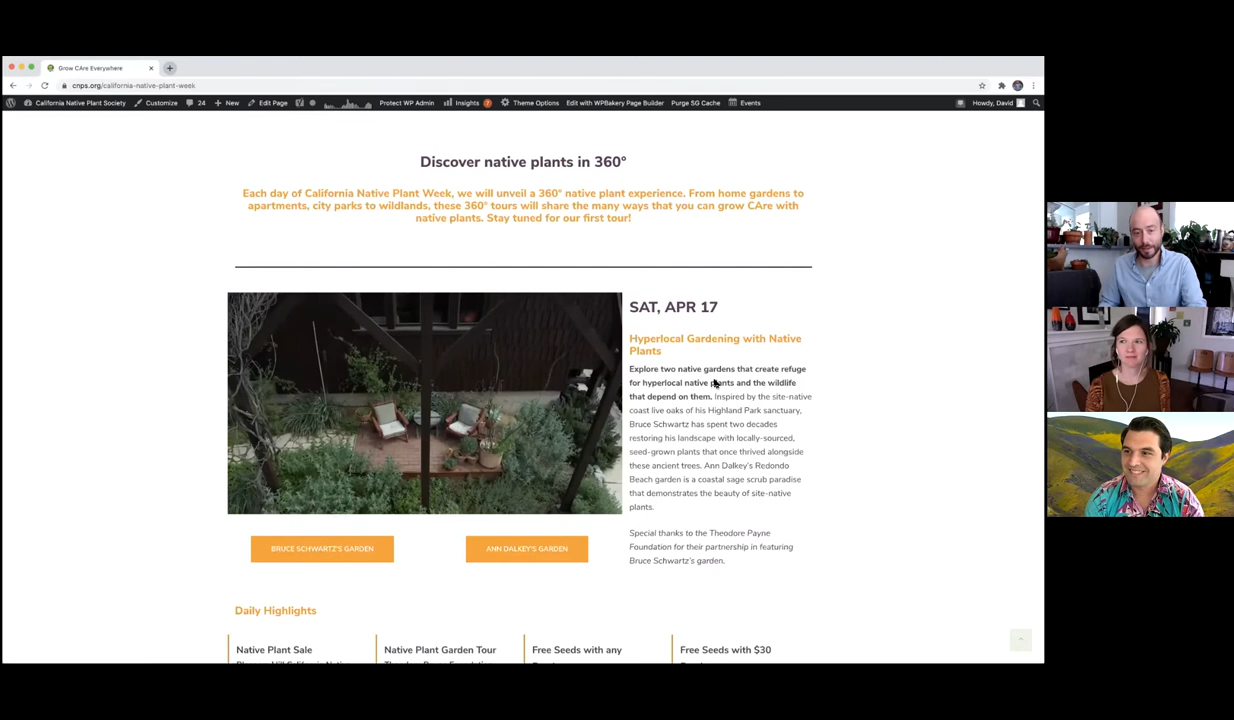 Grow CAre Everywhere
cnps.org/california-native-plant-week
California Native Plant Society Customize 24 New Edit Page Protect WP Admin Insights 7 Theme Options Edit with WPBakery Page Builder Purge SG Cache Events Howdy, David
Discover native plants in 360°
Each day of California Native Plant Week, we will unveil a 360° native plant experience. From home gardens to
apartments, city parks to wildlands, these 360° tours will share the many ways that you can grow CAre with
native plants. Stay tuned for our first tour!
SAT, APR 17
Hyperlocal Gardening with Native
Plants
Explore two native gardens that create refuge
for hyperlocal native plants and the wildlife
that depend on them. Inspired by the site-native
coast live oaks of his Highland Park sanctuary,
Bruce Schwartz has spent two decades
restoring his landscape with locally-sourced,
seed-grown plants that once thrived alongside
these ancient trees. Ann Dalkey's Redondo
Beach garden is a coastal sage scrub paradise
that demonstrates the beauty of site-native
plants.
Special thanks to the Theodore Payne
Foundation for their partnership in featuring
Bruce Schwartz's garden.
BRUCE SCHWARTZ'S GARDEN
ANN DALKEY'S GARDEN
Daily Highlights
Native Plant Sale
Native Plant Garden Tour
Free Seeds with any
Free Seeds with $30